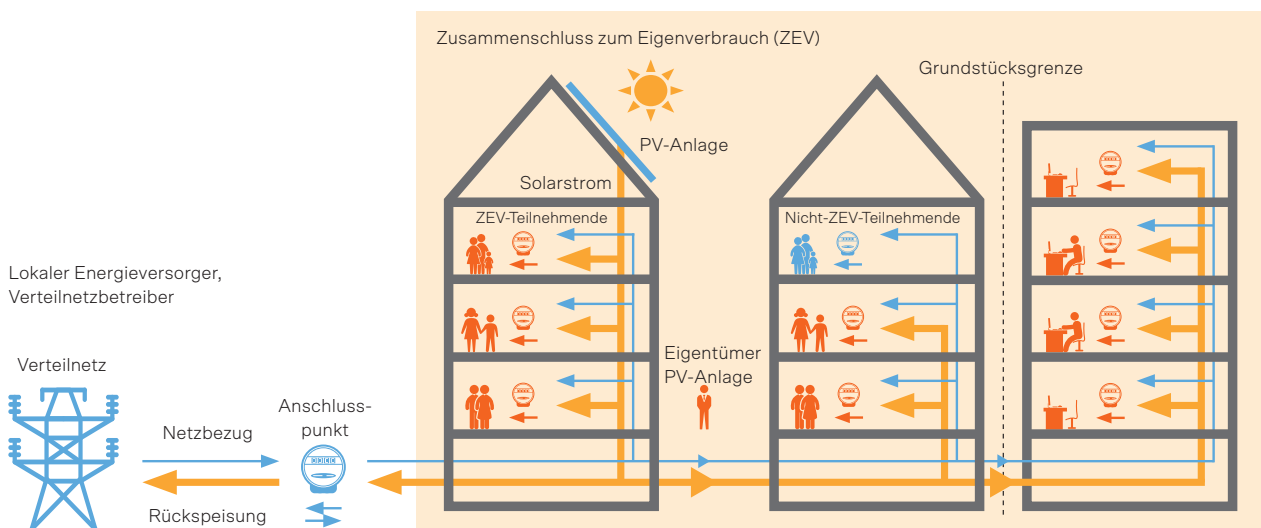 Zusammenschluss zum Eigenverbrauch (ZEV)
Grundstücksgrenze
PV-Anlage
Solarstrom
ZEV-Teilnehmende
Nicht-ZEV-Teilnehmende
Lokaler Energieversorger,
Verteilnetzbetreiber
Eigentümer
PV-Anlage
Verteilnetz
Anschluss-
punkt
Netzbezug
Rückspeisung